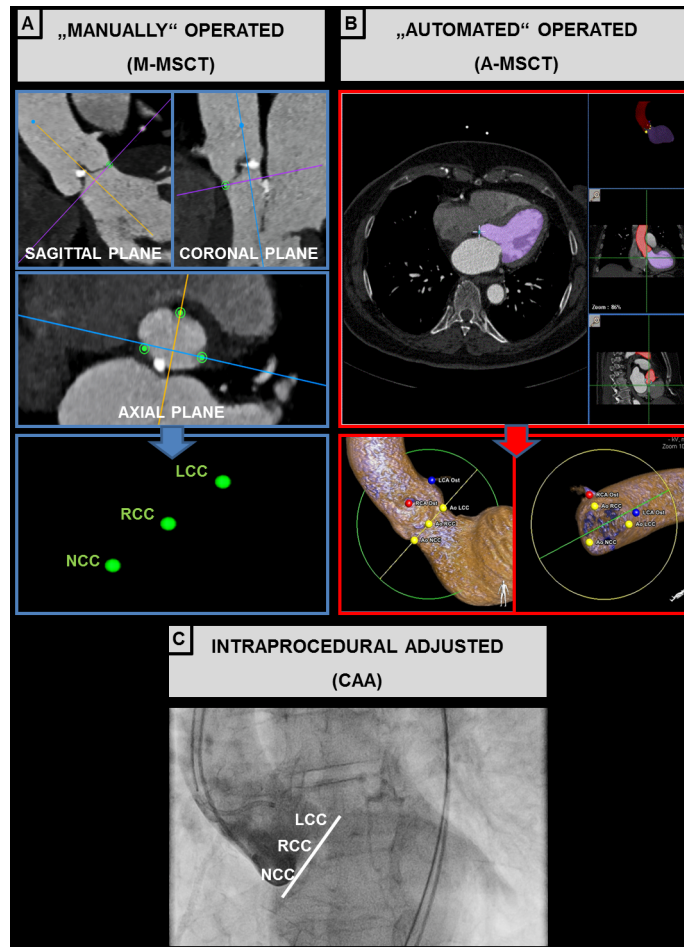 A
„MANUALLY“ OPERATED
(M-MSCT)
SAGITTAL PLANE
CORONAL PLANE
AXIAL PLANE
LCC
RCC
NCC
B
„AUTOMATED“ OPERATED
(A-MSCT)
Zoom : 86%
LCA Ost
RCA Ost
Ao LCC
Ao RCC
Ao NCC
RCA Ost
Ao RCC
LCA Ost
Ao LCC
Ao NCC
C
INTRAPROCEDURAL ADJUSTED
(CAA)
LCC
RCC
NCC